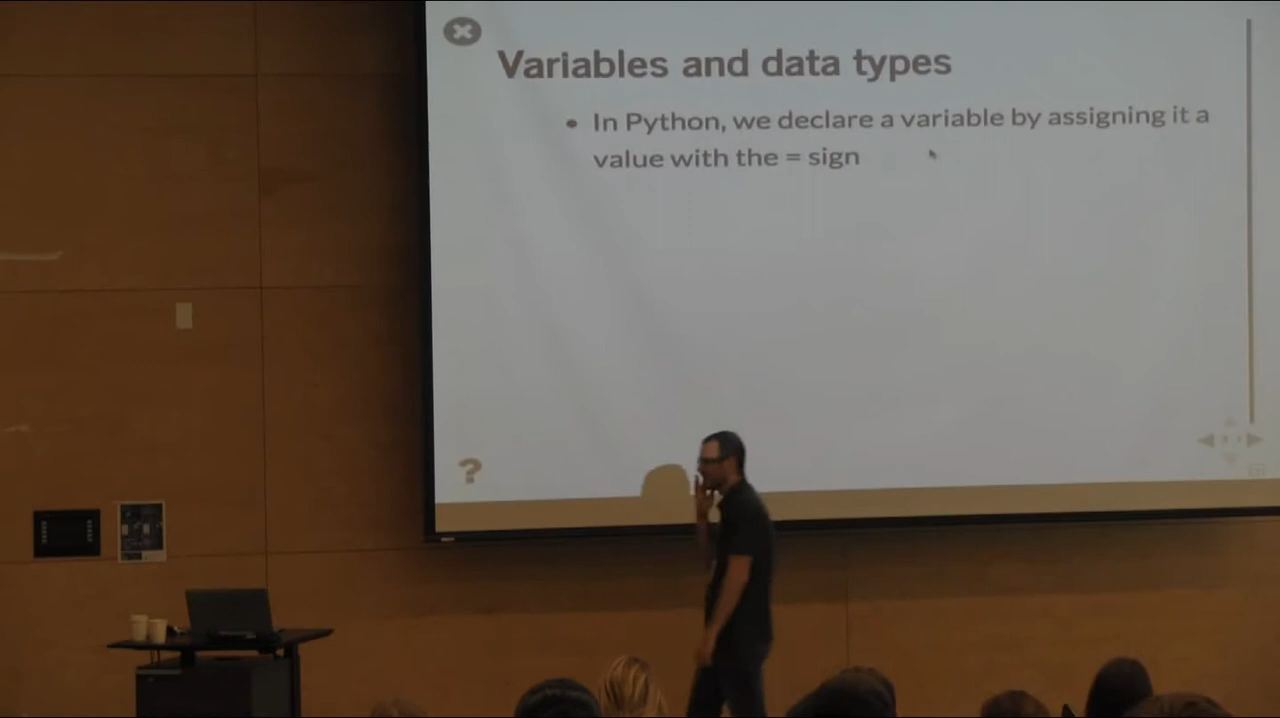 Variables and data types
• In Python, we declare a variable by assigning it a
value with the = sign
?